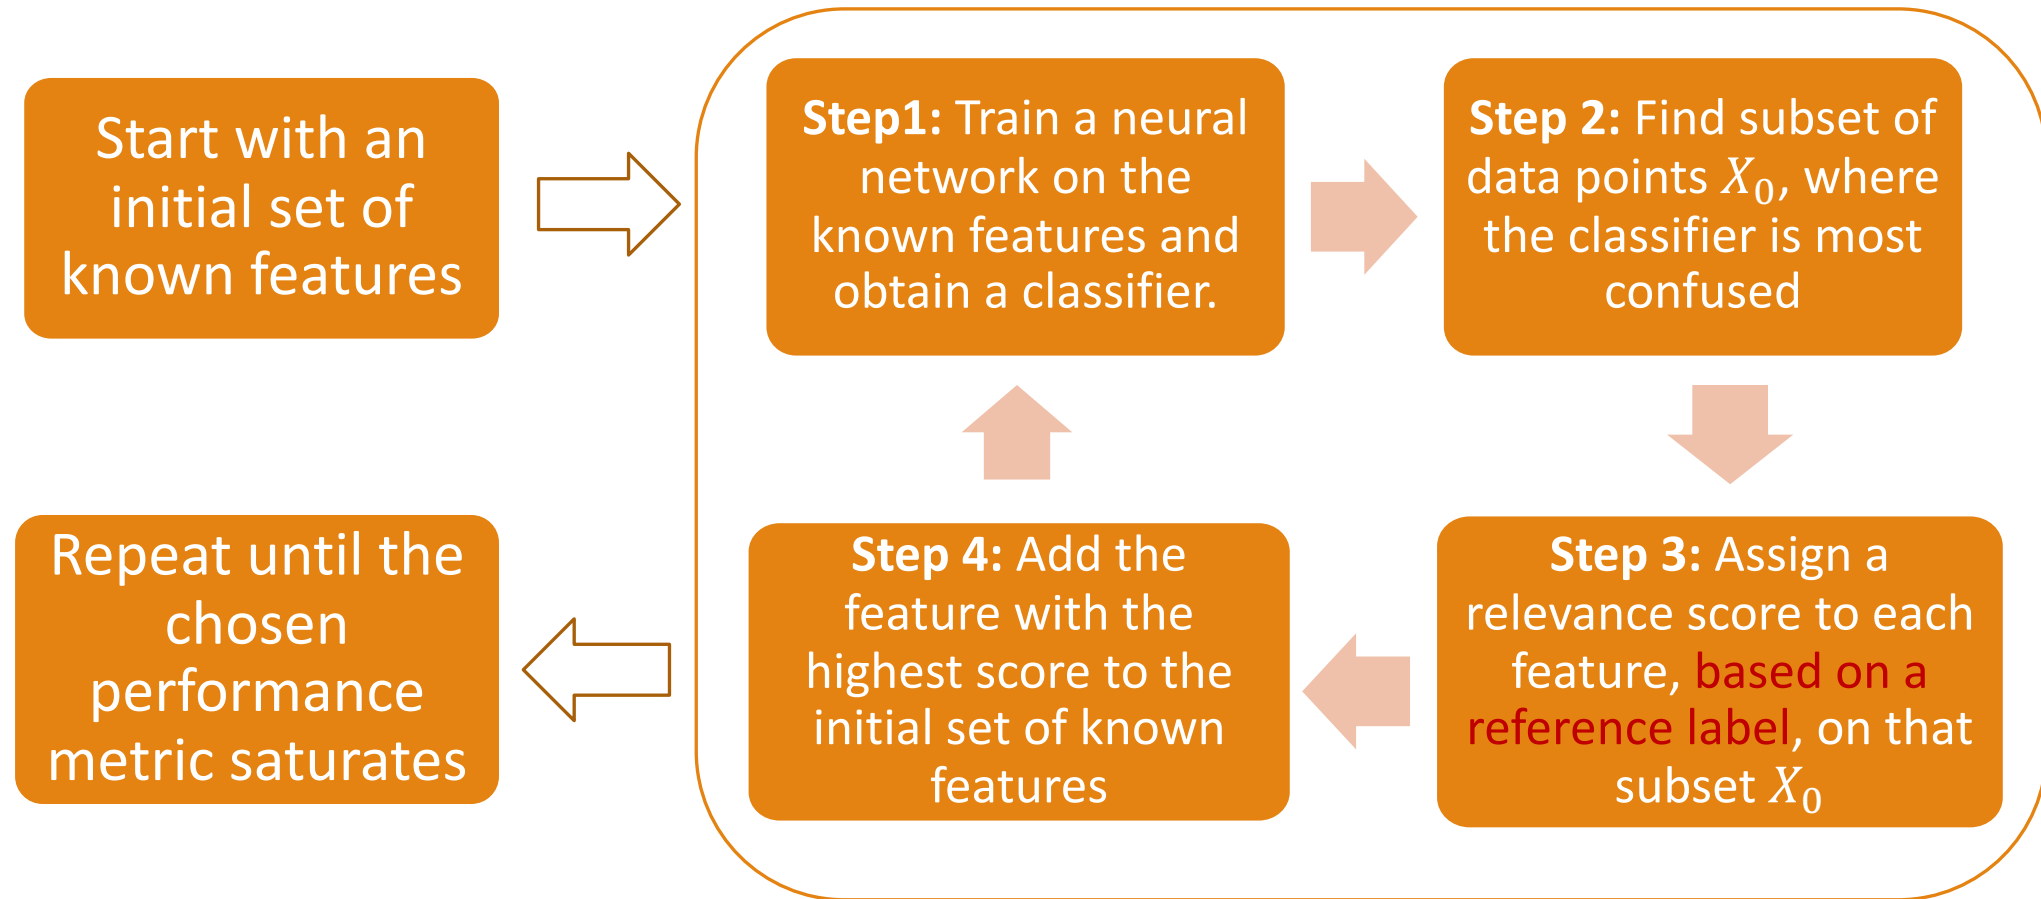 Start with an
initial set of
known features
Step1: Train a neural
network on the
known features and
obtain a classifier.
Step 2: Find subset of
data points X₀, where
the classifier is most
confused
Step 3: Assign a
relevance score to each
feature, based on a
reference label, on that
subset X₀
Step 4: Add the
feature with the
highest score to the
initial set of known
features
Repeat until the
chosen
performance
metric saturates